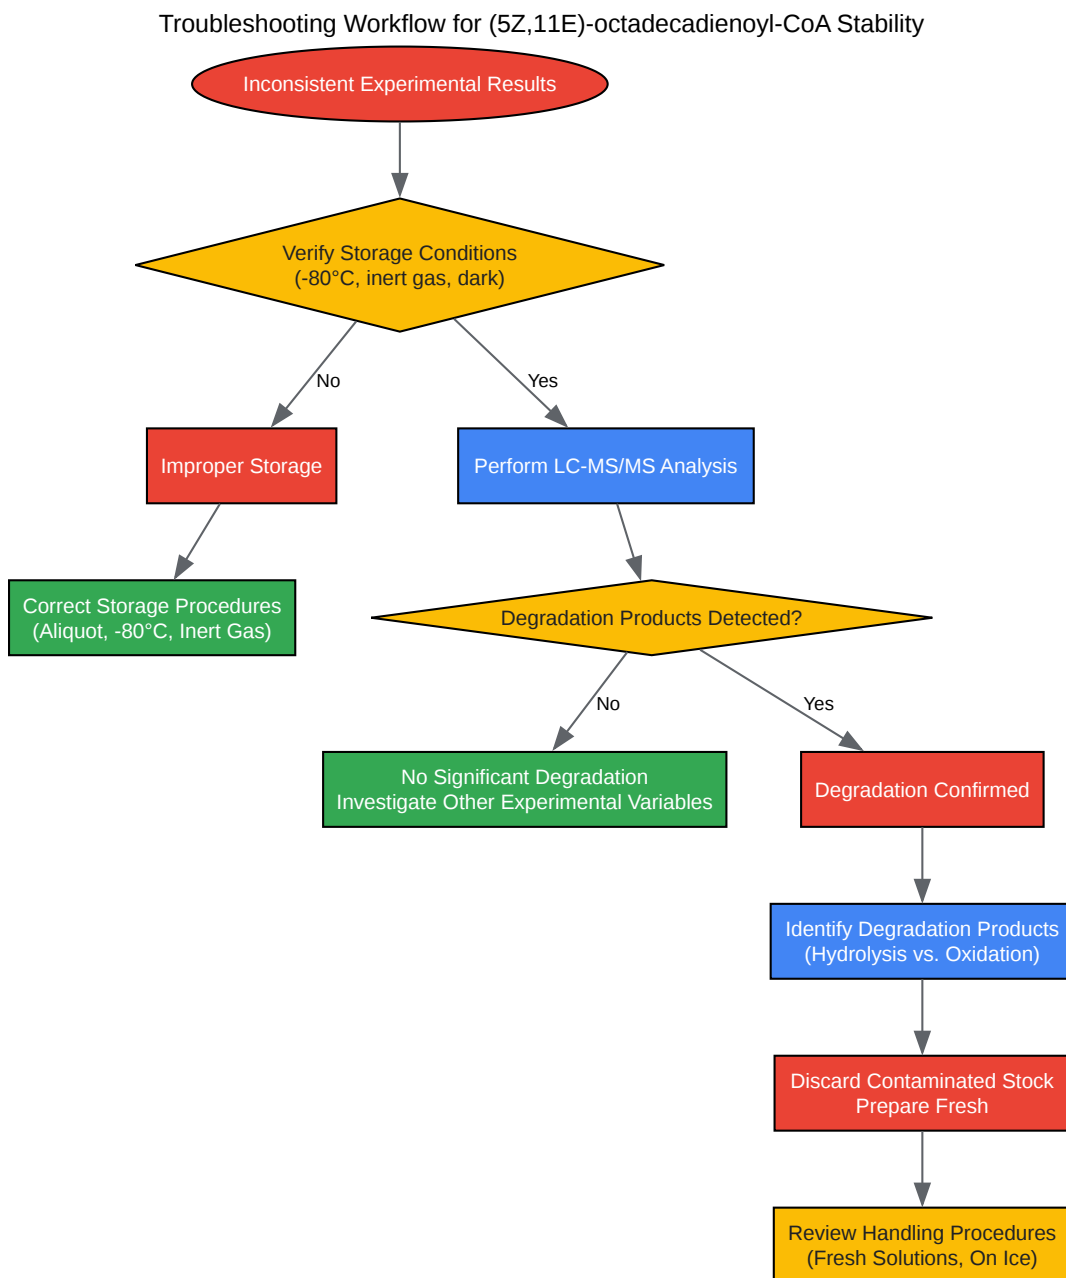 Troubleshooting Workflow for (5Z,11E)-octadecadienoyl-CoA Stability
Inconsistent Experimental Results
Verify Storage Conditions
(-80°C, inert gas, dark)
No
Yes
Improper Storage
Perform LC-MS/MS Analysis
Correct Storage Procedures
(Aliquot, -80°C, Inert Gas)
Degradation Products Detected?
No
Yes
No Significant Degradation
Investigate Other Experimental Variables
Degradation Confirmed
Identify Degradation Products
(Hydrolysis vs. Oxidation)
Discard Contaminated Stock
Prepare Fresh
Review Handling Procedures
(Fresh Solutions, On Ice)